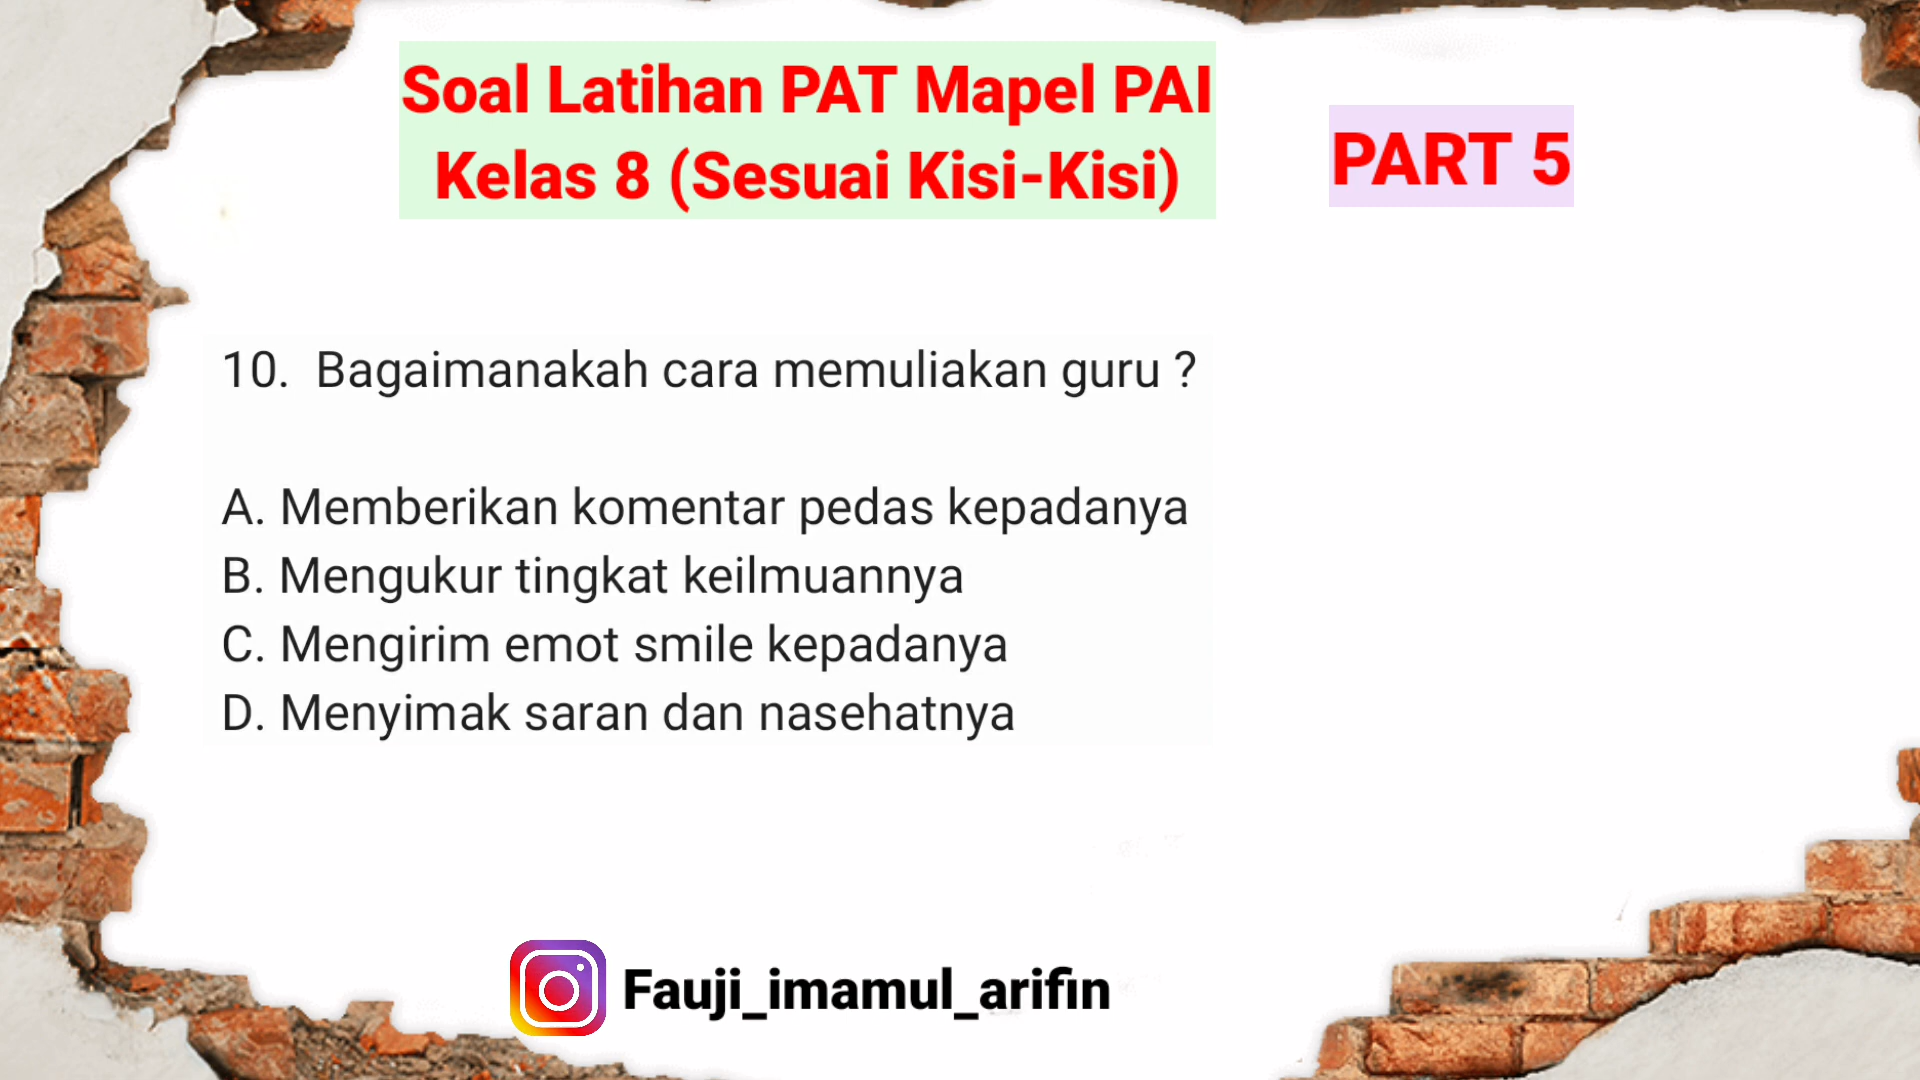 Soal Latihan PAT Mapel PAI
Kelas 8 (Sesuai Kisi-Kisi)
PART 5
10. Bagaimanakah cara memuliakan guru ?
A. Memberikan komentar pedas kepadanya
B. Mengukur tingkat keilmuannya
C. Mengirim emot smile kepadanya
D. Menyimak saran dan nasehatnya
Fauji_imamul_arifin